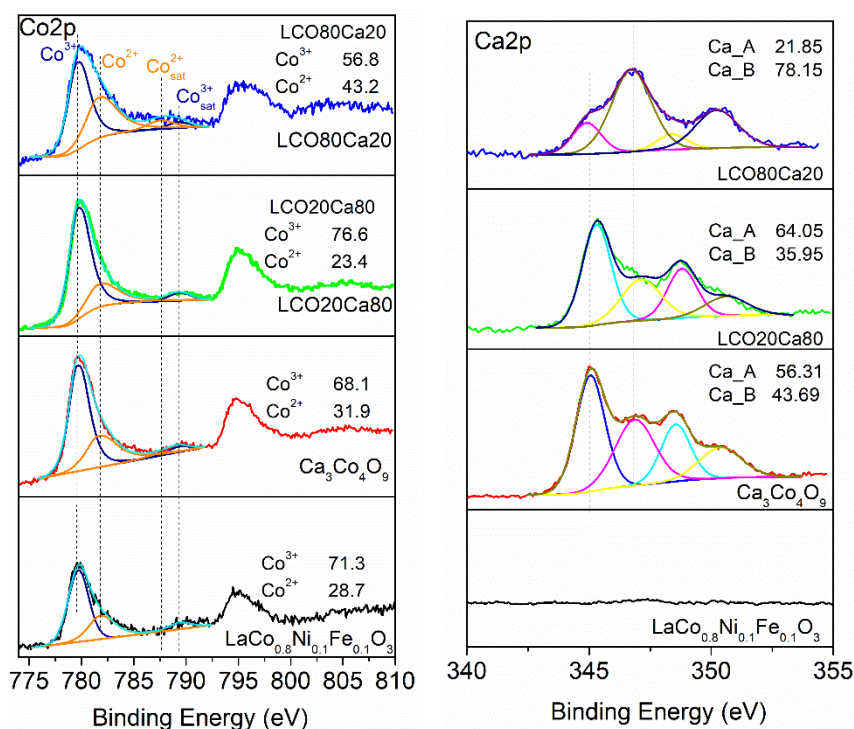 Co2p
Co³⁺
Co²⁺
Co²⁺sat
Co³⁺sat
LCO80Ca20
Co³⁺ 56.8
Co²⁺ 43.2
LCO80Ca20
LCO20Ca80
Co³⁺ 76.6
Co²⁺ 23.4
LCO20Ca80
Co³⁺ 68.1
Co²⁺ 31.9
Ca₃Co₄O₉
Co³⁺ 71.3
Co²⁺ 28.7
LaCo₀.₈Ni₀.₁Fe₀.₁O₃
775 780 785 790 795 800 805 810
Binding Energy (eV)
Ca2p
Ca_A 21.85
Ca_B 78.15
LCO80Ca20
Ca_A 64.05
Ca_B 35.95
LCO20Ca80
Ca_A 56.31
Ca_B 43.69
Ca₃Co₄O₉
LaCo₀.₈Ni₀.₁Fe₀.₁O₃
340 345 350 355
Binding Energy (eV)